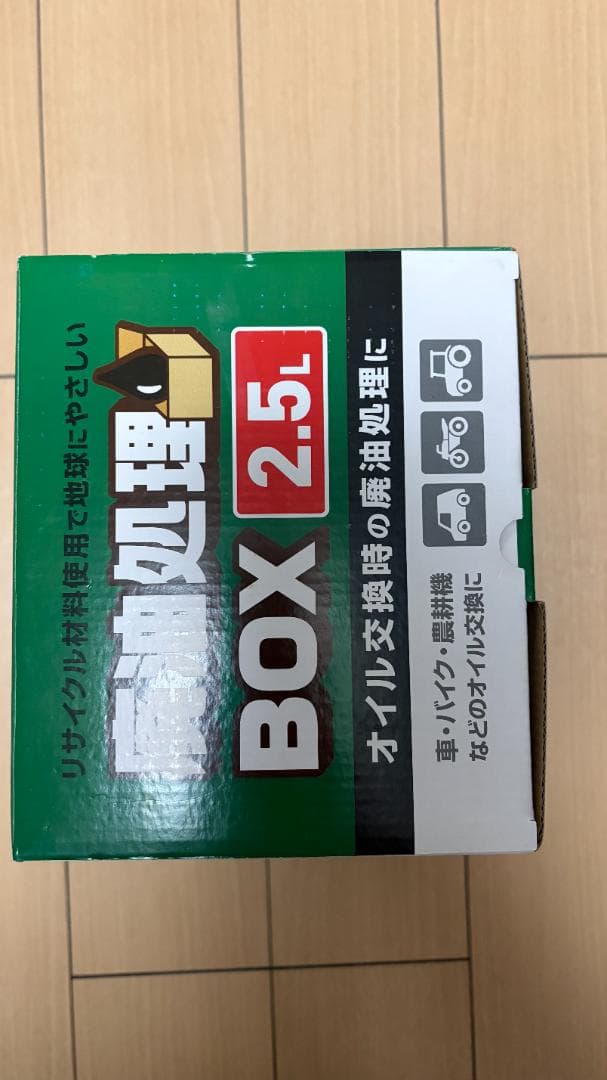 リサイクル材料使用で地球にやさしい
廃油処理
BOX 2.5L
オイル交換時の廃油処理に
車・バイク・農耕機
などのオイル交換に